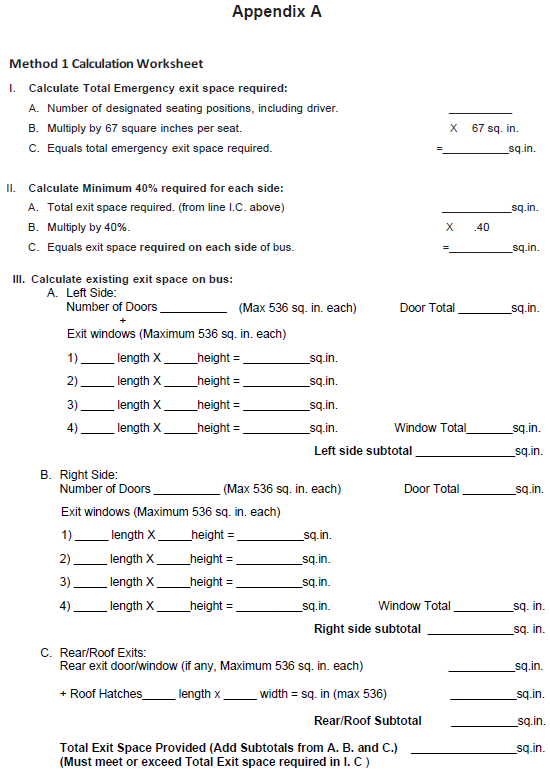 Appendix A
Method 1 Calculation Worksheet
I. Calculate Total Emergency exit space required:
A. Number of designated seating positions, including driver. __________
B. Multiply by 67 square inches per seat. X 67 sq. in.
C. Equals total emergency exit space required. =__________sq.in.
II. Calculate Minimum 40% required for each side:
A. Total exit space required. (from line I.C. above) __________sq.in.
B. Multiply by 40%. X .40
C. Equals exit space required on each side of bus. =__________sq.in.
III. Calculate existing exit space on bus:
A. Left Side:
Number of Doors __________ (Max 536 sq. in. each) Door Total ________sq.in.
+
Exit windows (Maximum 536 sq. in. each)
1) _____ length X _____height = __________sq.in.
2) _____ length X _____height = __________sq.in.
3) _____ length X _____height = __________sq.in.
4) _____ length X _____height = __________sq.in. Window Total_______sq.in.
Left side subtotal _______________sq.in.
B. Right Side:
Number of Doors __________ (Max 536 sq. in. each) Door Total ________sq.in.
Exit windows (Maximum 536 sq. in. each)
1) _____ length X _____height = __________sq.in.
2) _____ length X _____height = __________sq.in.
3) _____ length X _____height = __________sq.in.
4) _____ length X _____height = __________sq.in. Window Total _________sq. in.
Right side subtotal _____________sq. in.
C. Rear/Roof Exits:
Rear exit door/window (if any, Maximum 536 sq. in. each) __________sq.in.
+ Roof Hatches_____ length x _____ width = sq. in (max 536) __________sq.in.
Rear/Roof Subtotal __________sq.in.
Total Exit Space Provided (Add Subtotals from A. B. and C.) ________________sq.in.
(Must meet or exceed Total Exit space required in I. C )